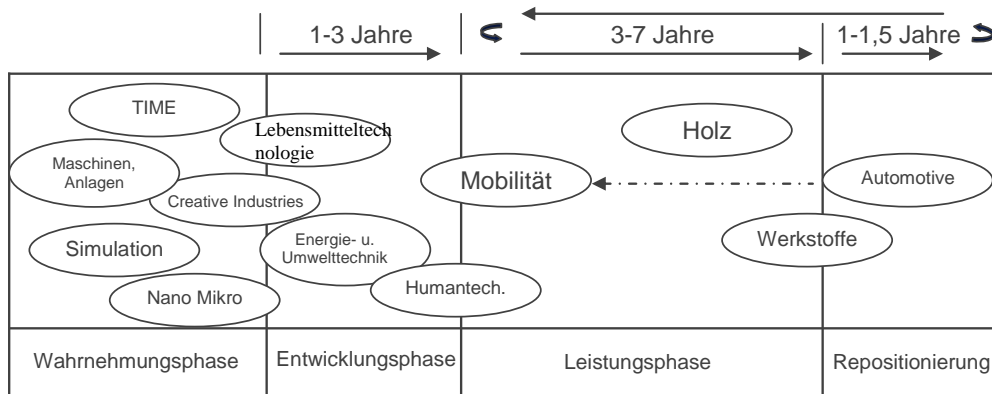 1-3 Jahre
3-7 Jahre
1-1,5 Jahre
TIME
Lebensmitteltech
nologie
Holz
Maschinen,
Anlagen
Mobilität
Automotive
Creative Industries
Simulation
Energie- u.
Umwelttechnik
Werkstoffe
Nano Mikro
Humantech.
Wahrnehmungsphase
Entwicklungsphase
Leistungsphase
Repositionierung